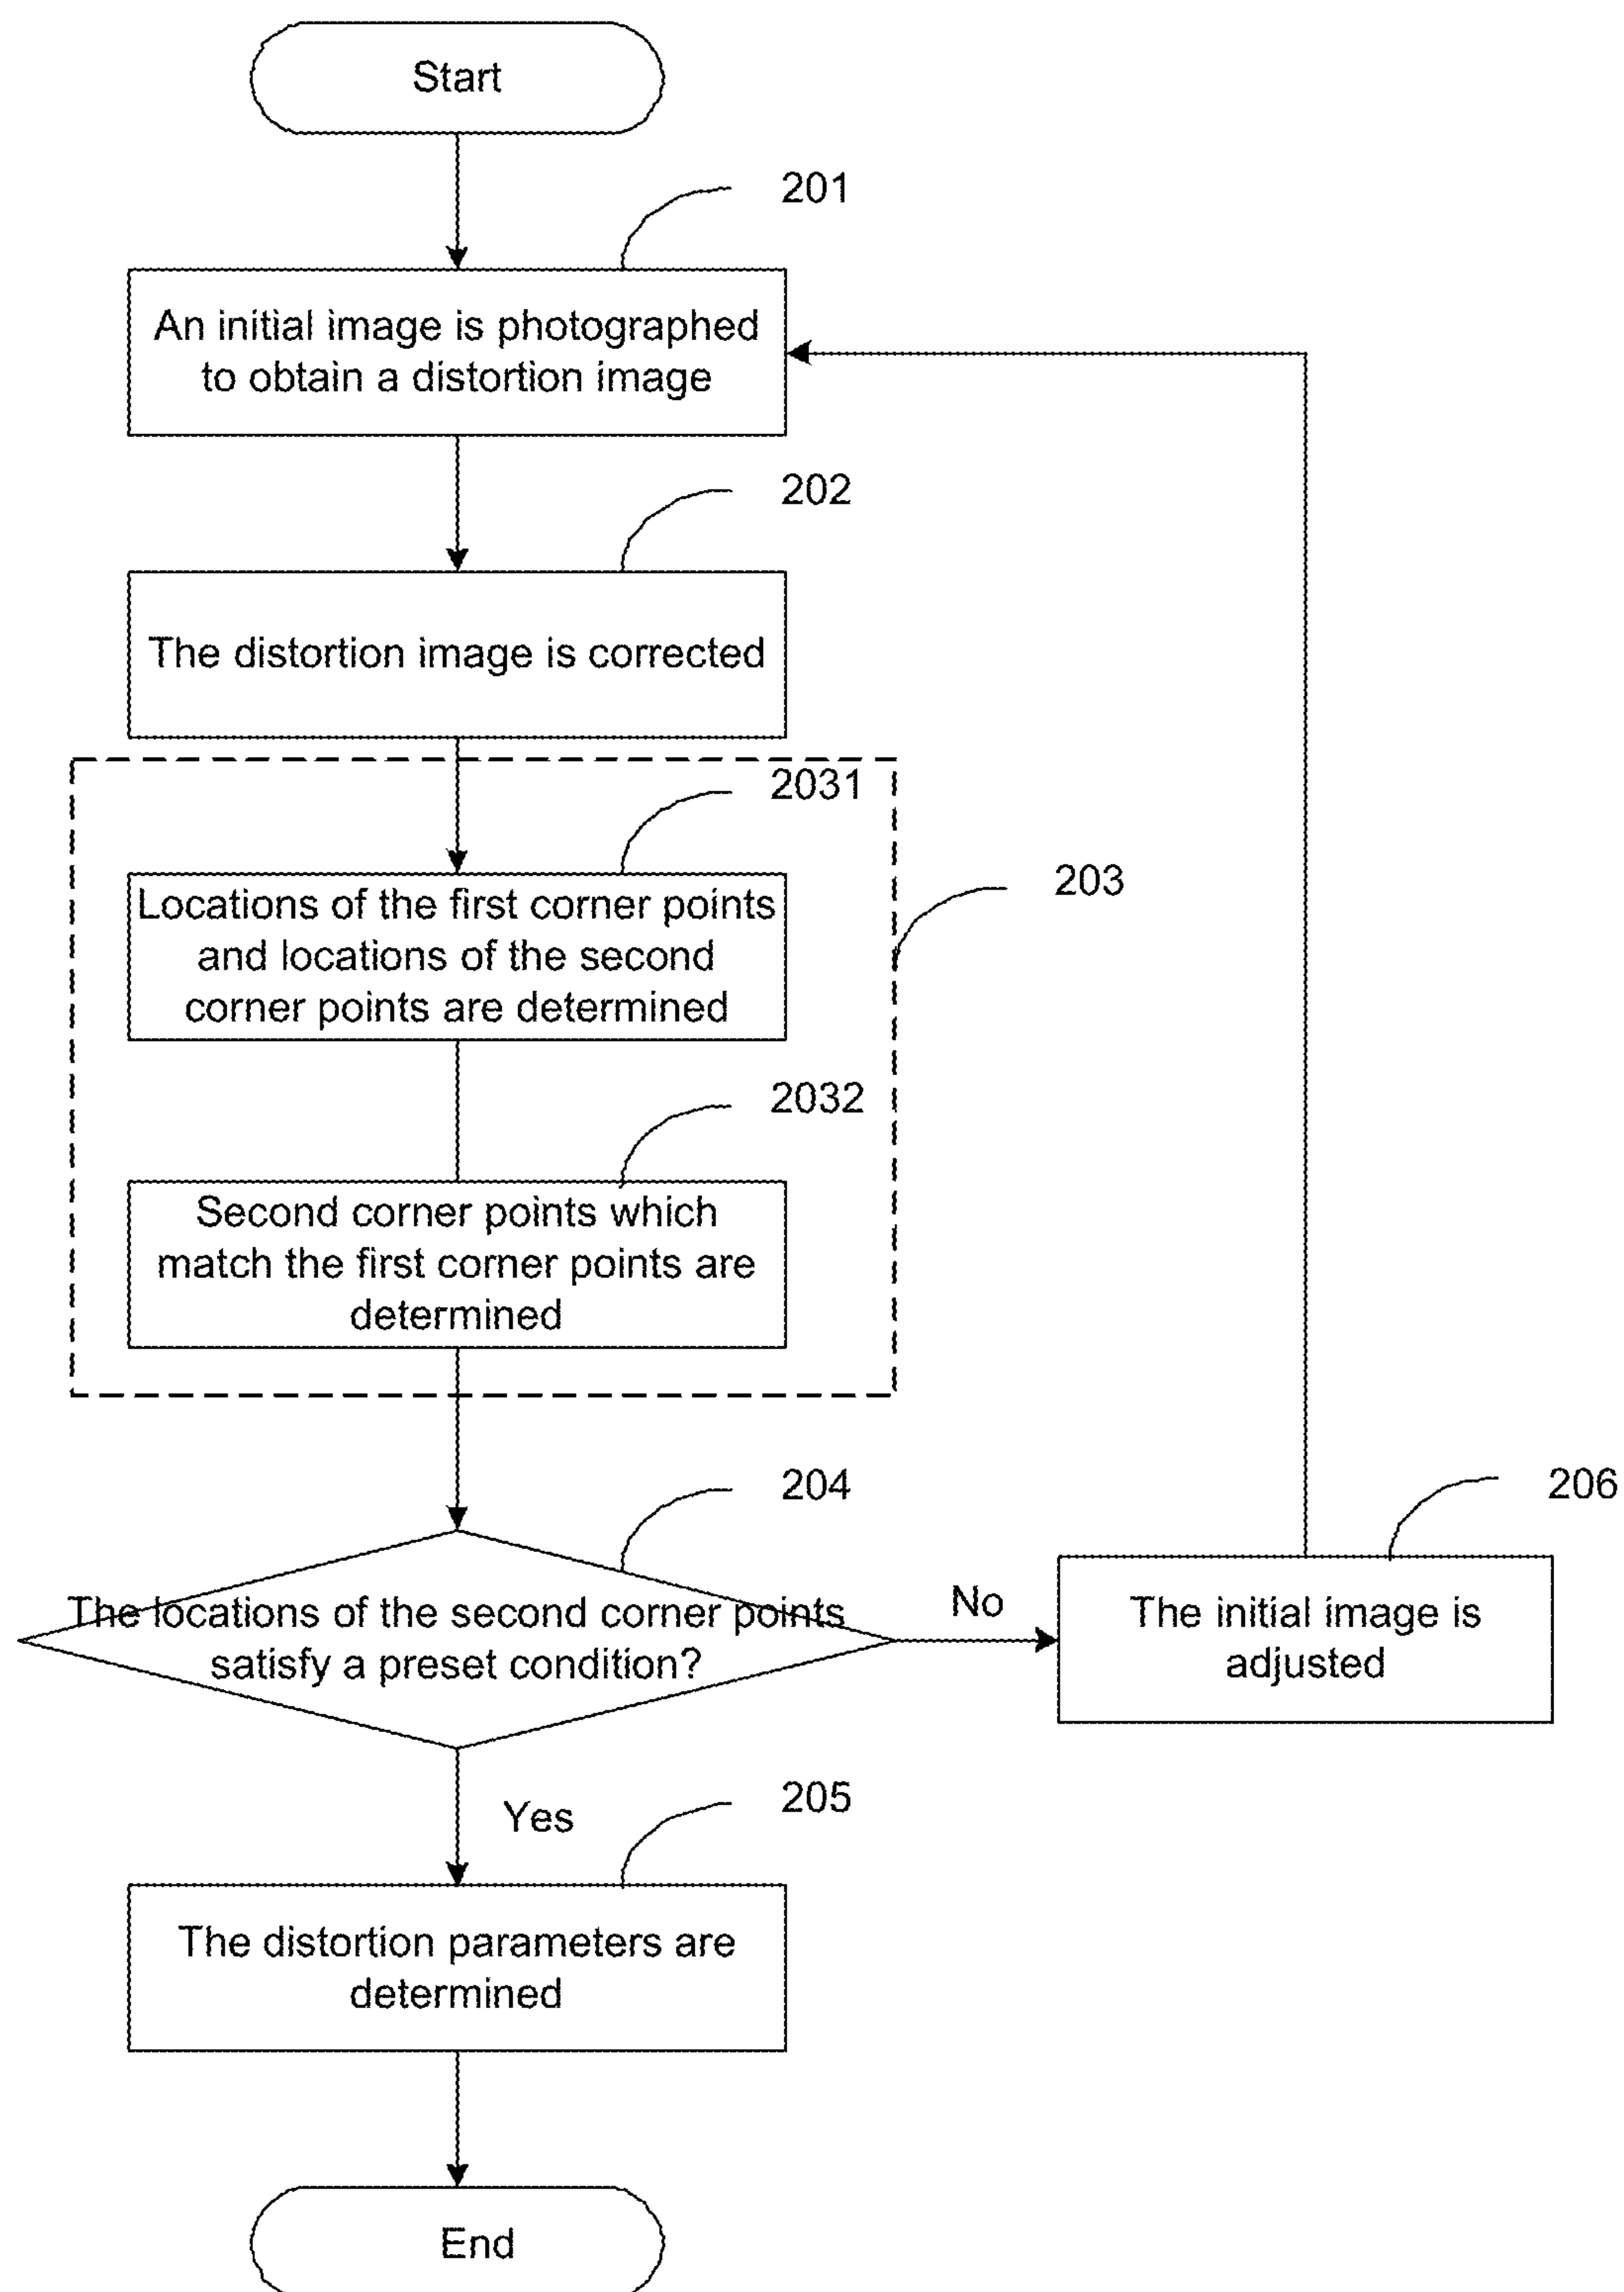 Start
201
An initial image is photographed
to obtain a distortion image
202
The distortion image is corrected
2031
203
Locations of the first corner points
and locations of the second
corner points are determined
2032
Second corner points which
match the first corner points are
determined
204
The locations of the second corner points
satisfy a preset condition?
No
206
The initial image is
adjusted
Yes
205
The distortion parameters are
determined
End